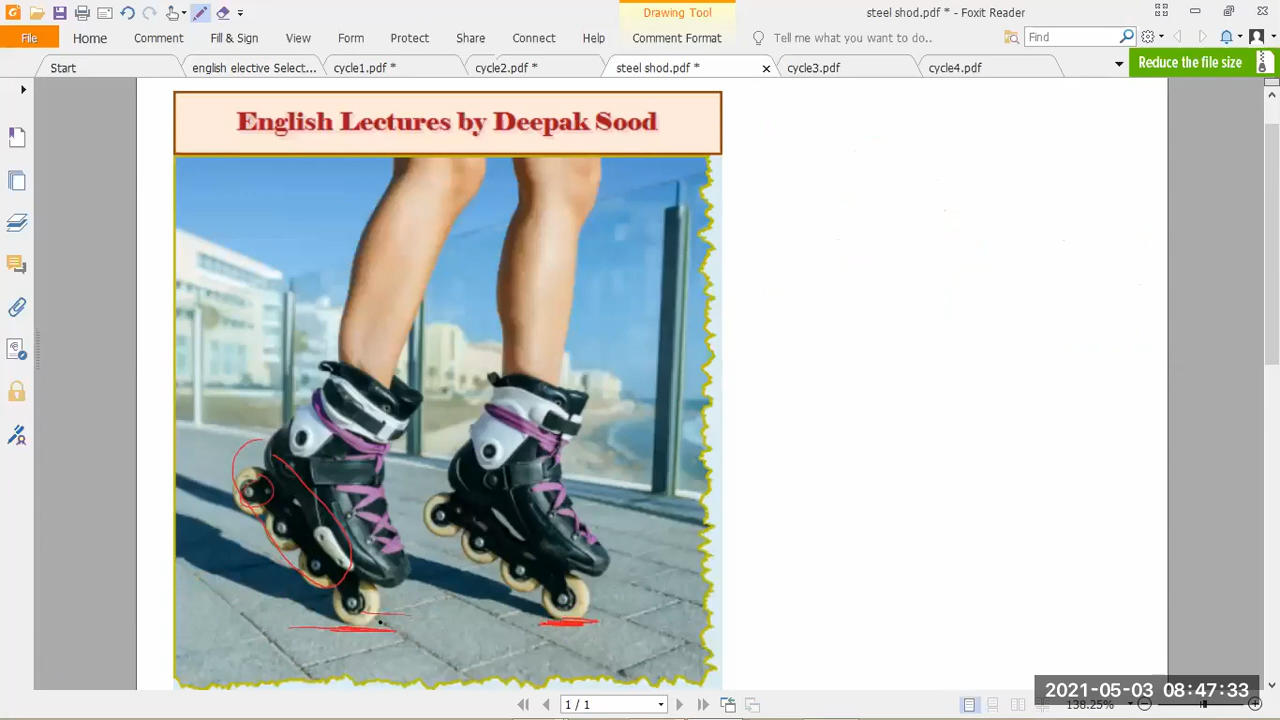 Drawing Tool
steel shod.pdf * - Foxit Reader
File
Home
Comment
Fill & Sign
View
Form
Protect
Share
Connect
Help
Comment Format
Tell me what you want to do..
Find
Start
english elective Select...
cycle1.pdf *
cycle2.pdf *
steel shod.pdf *
cycle3.pdf
cycle4.pdf
Reduce the file size
English Lectures by Deepak Sood
2021-05-03 08:47:33
1 / 1
138.25%